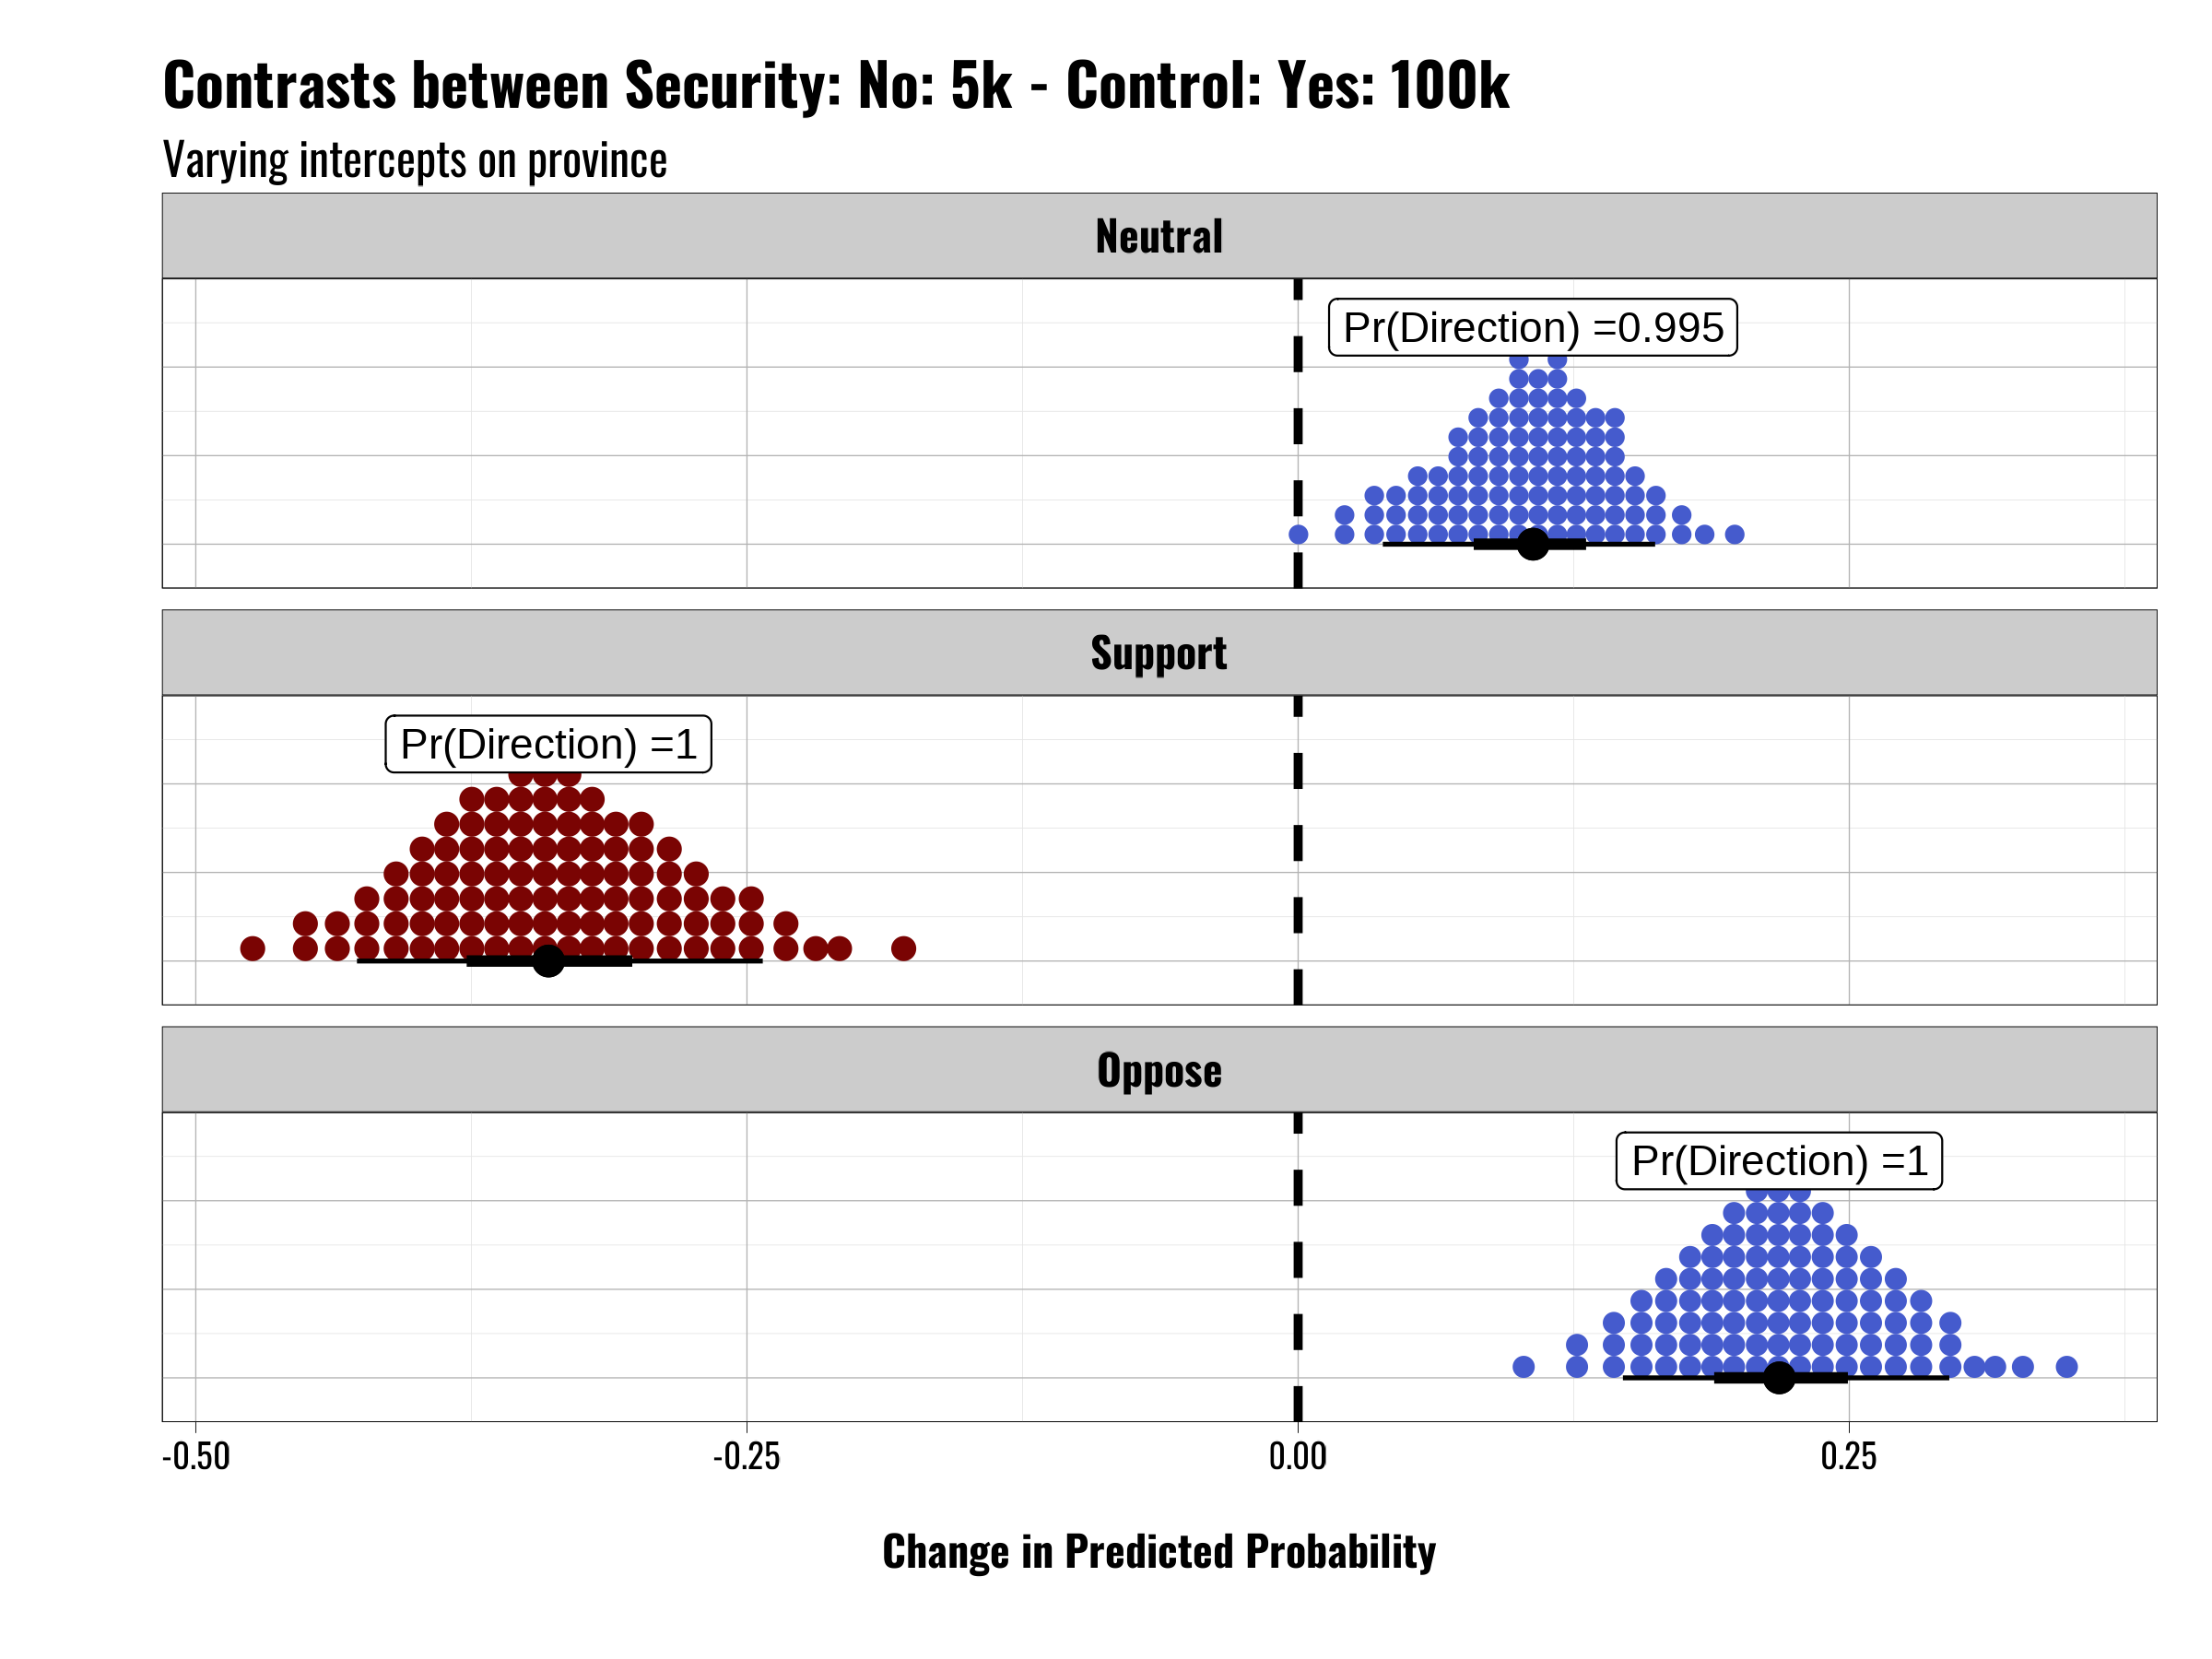 Contrasts between Security: No: 5k - Control: Yes: 100k
Varying intercepts on province
Neutral
Pr(Direction) =0.995
Support
Pr(Direction) =1
Oppose
Pr(Direction) =1
-0.50 -0.25 0.00 0.25
Change in Predicted Probability